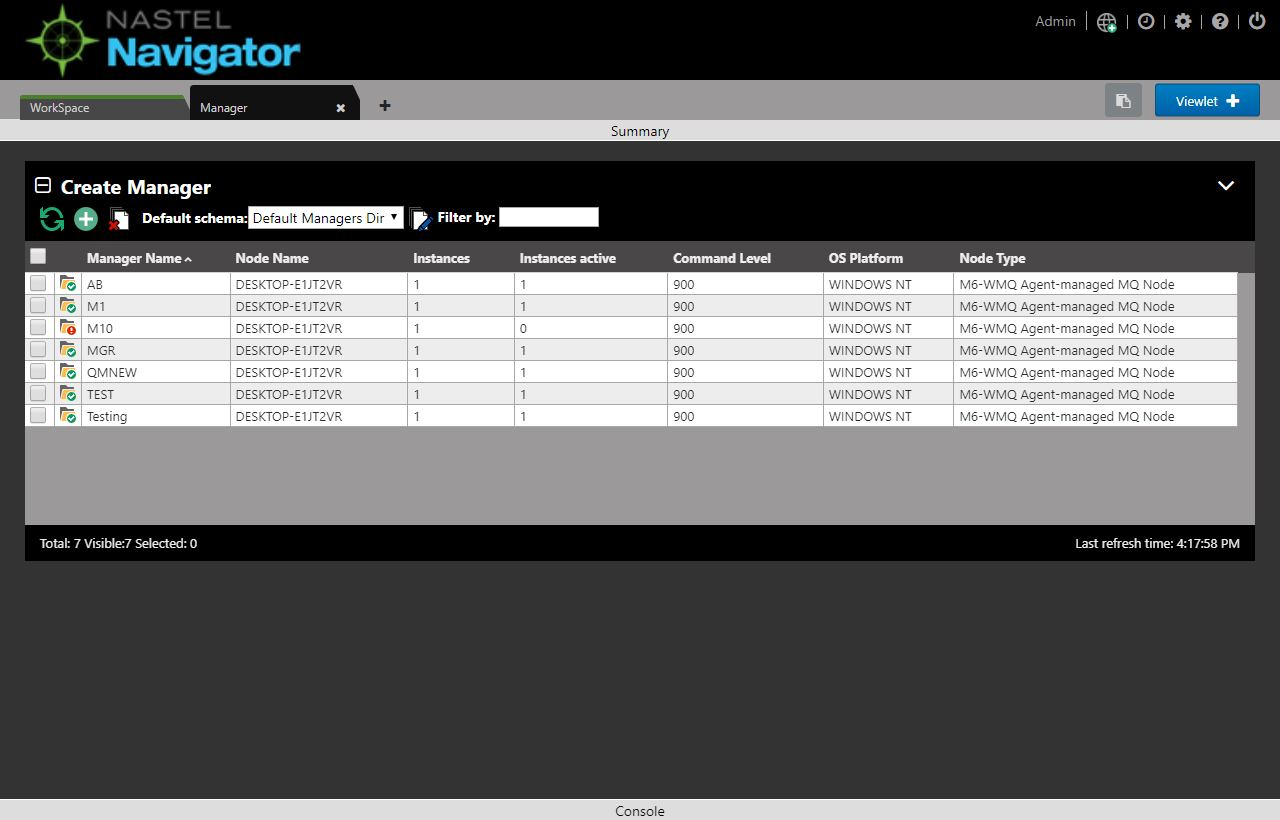 NASTEL
Navigator
Admin
WorkSpace
Manager
Viewlet
Summary
Create Manager
Default schema: Default Managers Dir Filter by:
Manager Name Node Name Instances Instances active Command Level OS Platform Node Type
AB DESKTOP-E1JT2VR 1 1 900 WINDOWS NT M6-WMQ Agent-managed MQ Node
M1 DESKTOP-E1JT2VR 1 1 900 WINDOWS NT M6-WMQ Agent-managed MQ Node
M10 DESKTOP-E1JT2VR 1 0 900 WINDOWS NT M6-WMQ Agent-managed MQ Node
MGR DESKTOP-E1JT2VR 1 1 900 WINDOWS NT M6-WMQ Agent-managed MQ Node
QMNEW DESKTOP-E1JT2VR 1 1 900 WINDOWS NT M6-WMQ Agent-managed MQ Node
TEST DESKTOP-E1JT2VR 1 1 900 WINDOWS NT M6-WMQ Agent-managed MQ Node
Testing DESKTOP-E1JT2VR 1 1 900 WINDOWS NT M6-WMQ Agent-managed MQ Node
Total: 7 Visible:7 Selected: 0 Last refresh time: 4:17:58 PM
Console